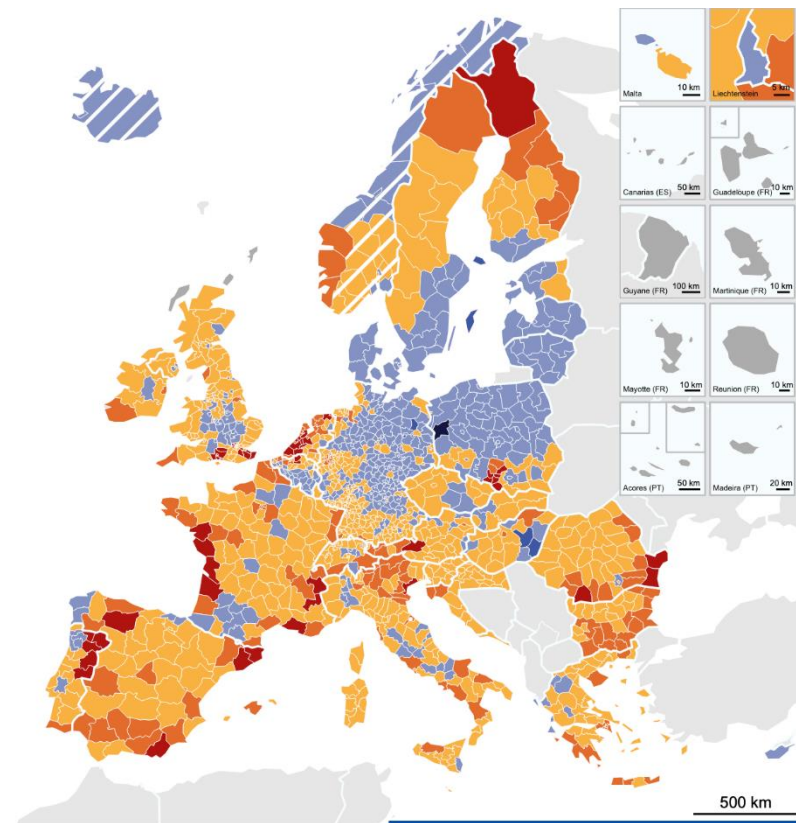 Malta
10 km
Liechtenstein
5 km
Canarias (ES)
50 km
Guadeloupe (FR)
10 km
Guyane (FR)
100 km
Martinique (FR)
10 km
Mayotte (FR)
10 km
Reunion (FR)
10 km
Acores (PT)
50 km
Madeira (PT)
20 km
500 km